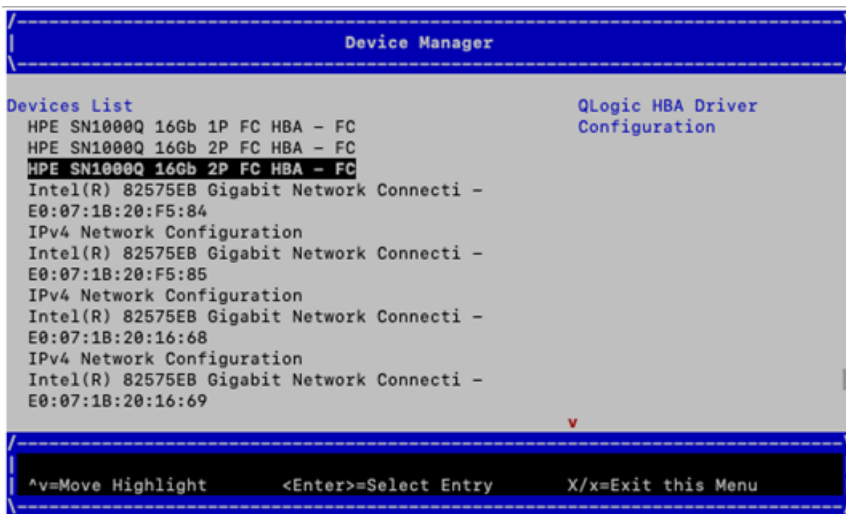 Device Manager
Devices List
QLogic HBA Driver
HPE SN1000Q 16Gb 1P FC HBA - FC
Configuration
HPE SN1000Q 16Gb 2P FC HBA - FC
HPE SN1000Q 16Gb 2P FC HBA - FC
Intel(R) 82575EB Gigabit Network Connecti -
E0:07:1B:20:F5:84
IPv4 Network Configuration
Intel(R) 82575EB Gigabit Network Connecti -
E0:07:1B:20:F5:85
IPv4 Network Configuration
Intel(R) 82575EB Gigabit Network Connecti -
E0:07:1B:20:16:68
IPv4 Network Configuration
Intel(R) 82575EB Gigabit Network Connecti -
E0:07:1B:20:16:69
v
^v=Move Highlight <Enter>=Select Entry X/x=Exit this Menu